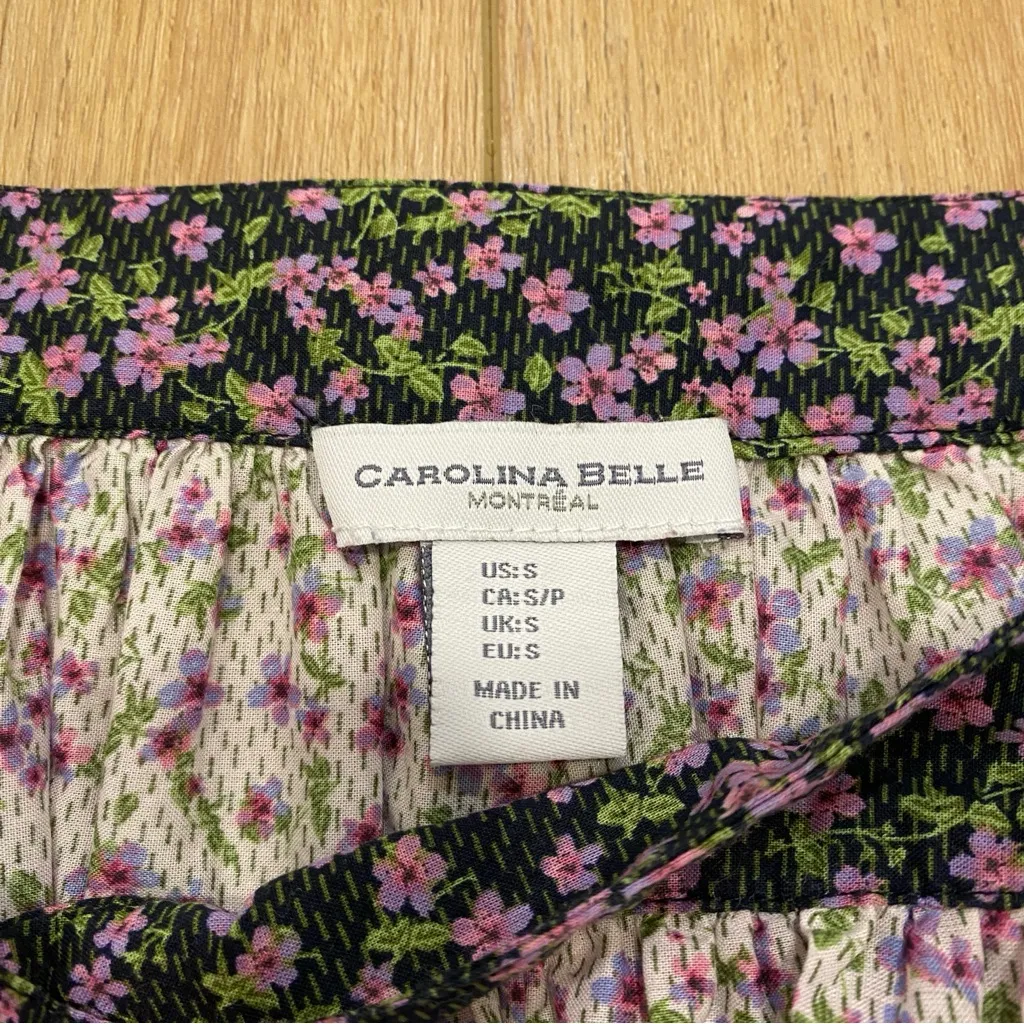 CAROLINA BELLE
MONTRÉAL
US: S
CA: S/P
UK: S
EU: S
MADE IN
CHINA